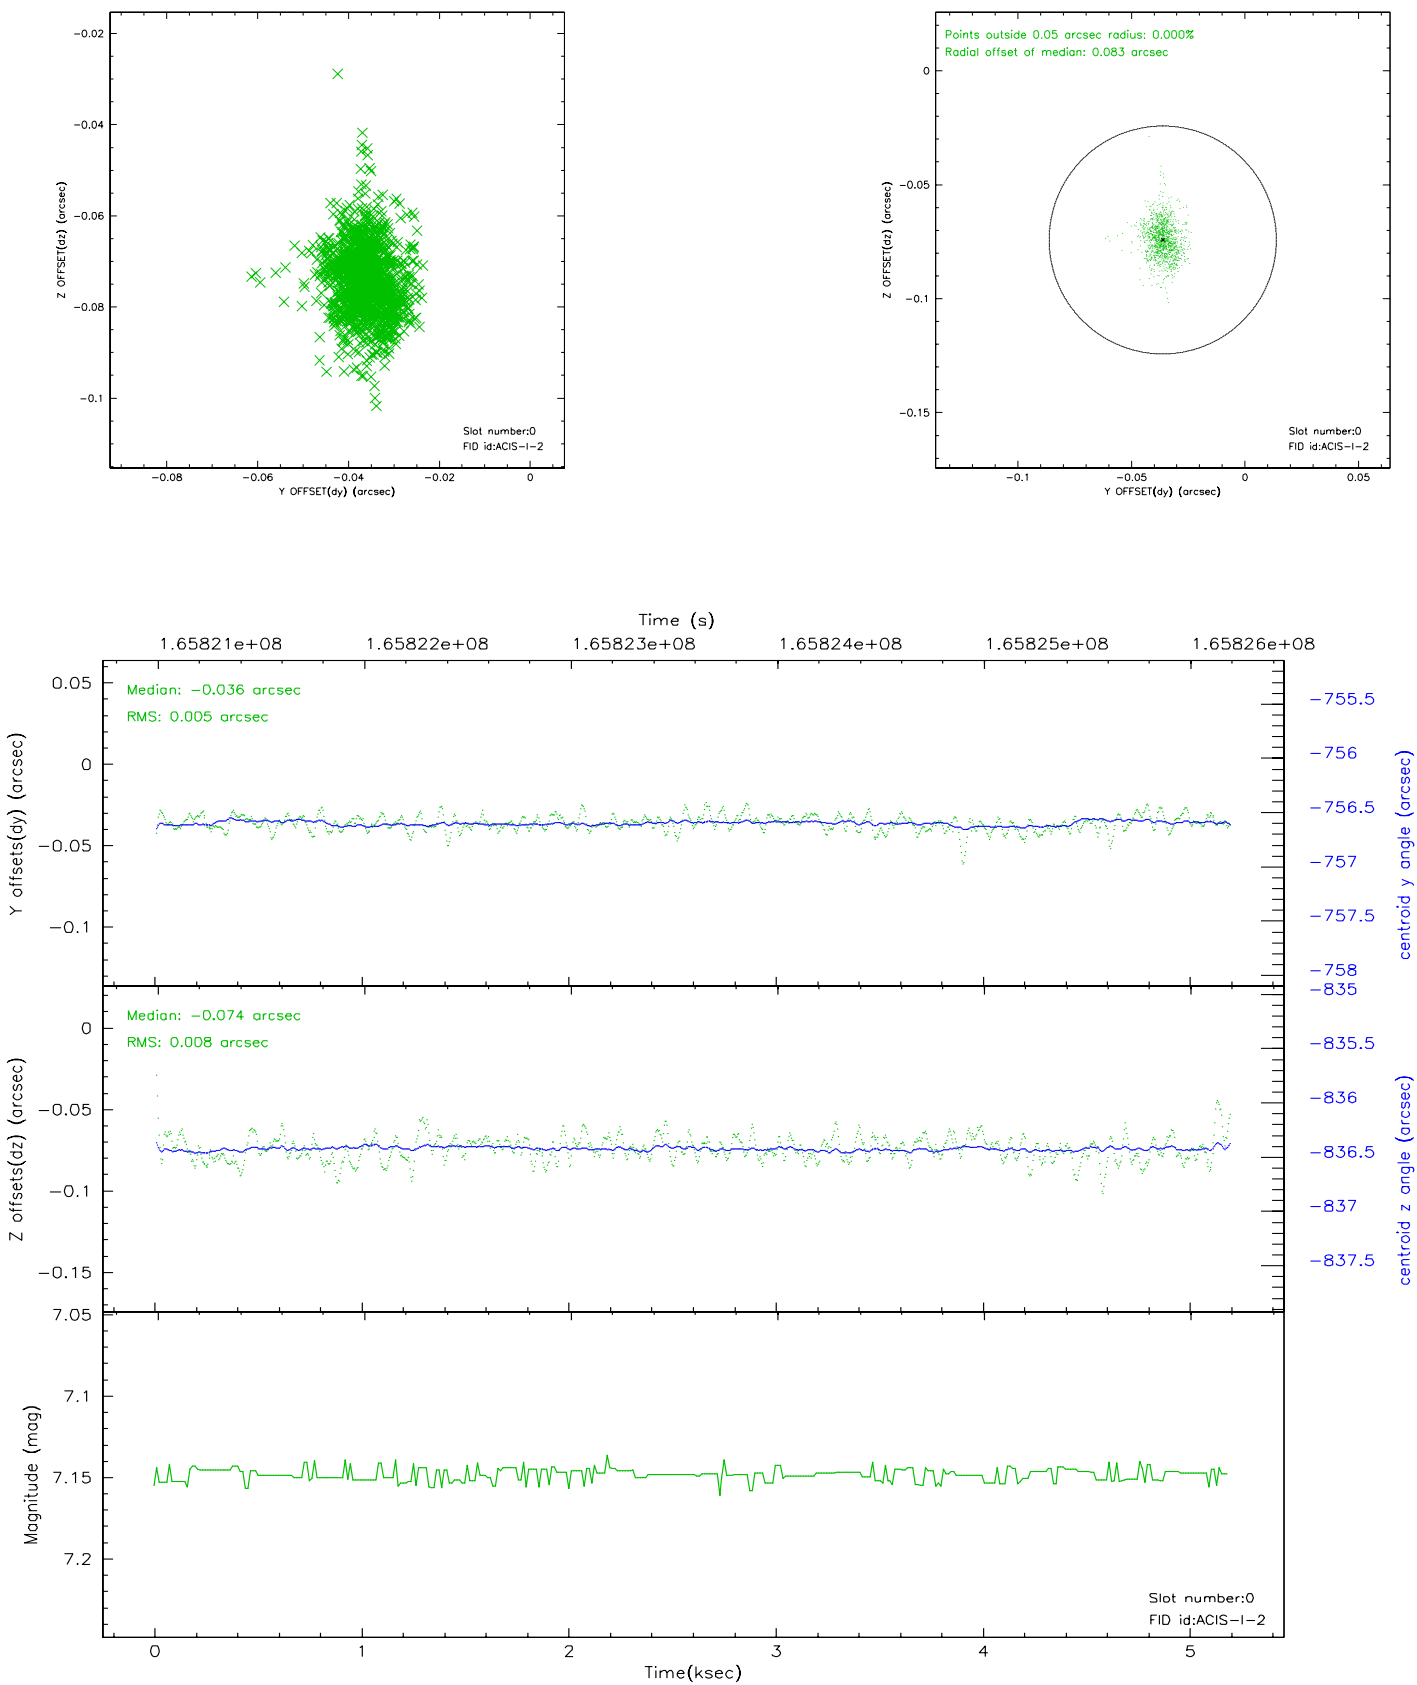 -0.02
-0.04
-0.06
-0.08
-0.1
Z OFFSET(dz) (arcsec)
Slot number:0
FID id:ACIS-I-2
-0.08 -0.06 -0.04 -0.02 0
Y OFFSET(dy) (arcsec)
Points outside 0.05 arcsec radius: 0.000%
Radial offset of median: 0.083 arcsec
0
-0.05
-0.1
-0.15
Z OFFSET(dz) (arcsec)
Slot number:0
FID id:ACIS-I-2
-0.1 -0.05 0 0.05
Y OFFSET(dy) (arcsec)
Time (s)
1.65821e+08 1.65822e+08 1.65823e+08 1.65824e+08 1.65825e+08 1.65826e+08
Median: -0.036 arcsec
RMS: 0.005 arcsec
0.05
0
-0.05
-0.1
Y offsets(dy) (arcsec)
-755.5
-756
-756.5
-757
-757.5
-758
centroid y angle (arcsec)
Median: -0.074 arcsec
RMS: 0.008 arcsec
0
-0.05
-0.1
-0.15
Z offsets(dz) (arcsec)
-835
-835.5
-836
-836.5
-837
-837.5
centroid z angle (arcsec)
7.05
7.1
7.15
7.2
Magnitude (mag)
Slot number:0
FID id:ACIS-I-2
0 1 2 3 4 5
Time(ksec)